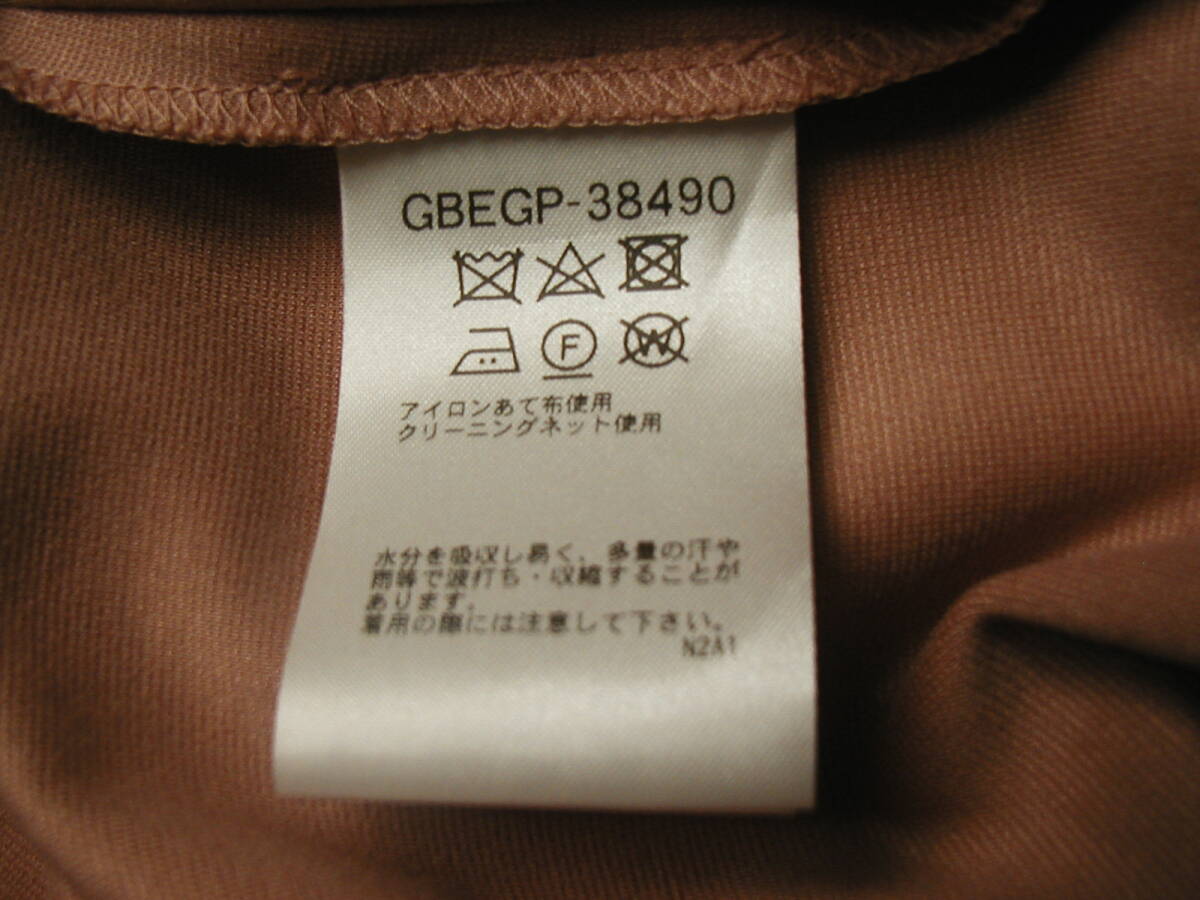 GBEGP-38490
F
W
アイロンあて布使用
クリーニングネット使用
水分を吸収し易く、多量の汗や
雨等で波打ち・収縮することが
あります。
着用の際には注意して下さい。
N2A1